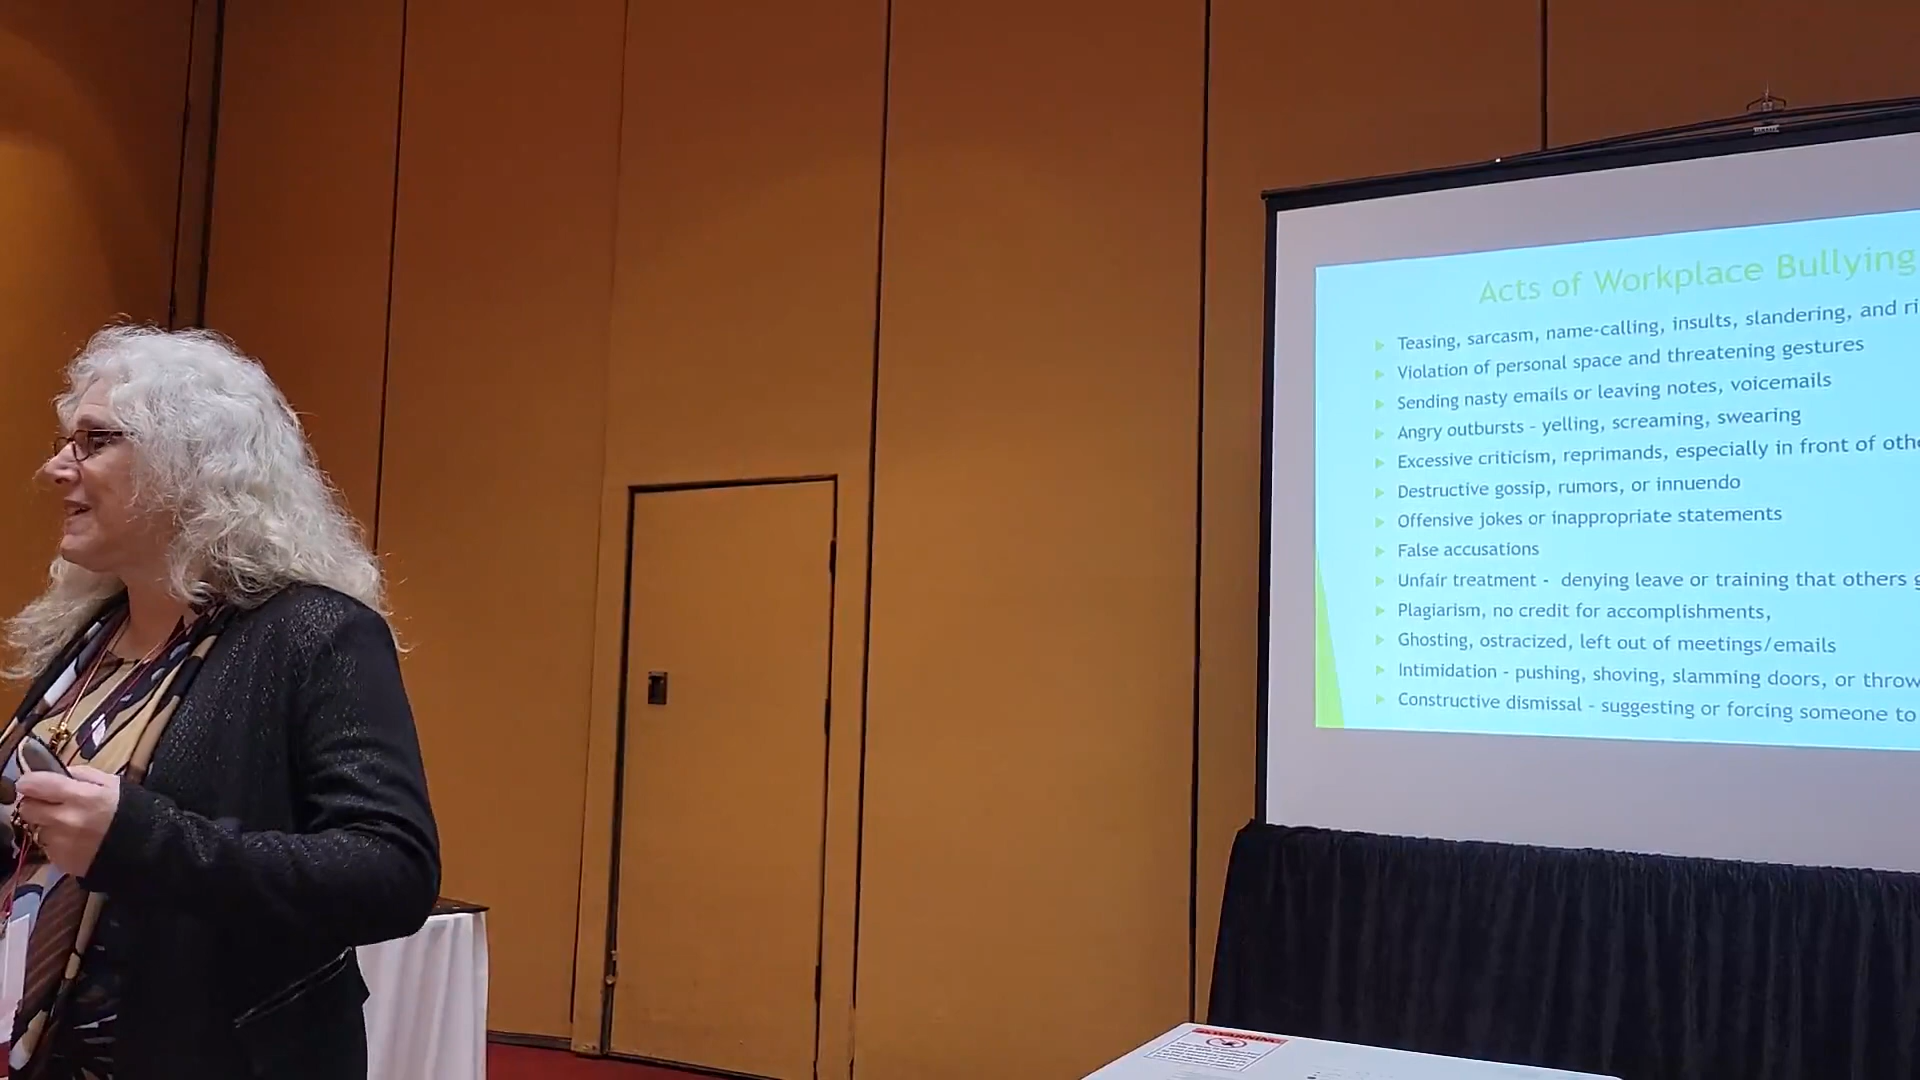 Acts of Workplace Bullying
Teasing, sarcasm, name-calling, insults, slandering, and
Violation of personal space and threatening gestures
Sending nasty emails or leaving notes, voicemails
Angry outbursts - yelling, screaming, swearing
Excessive criticism, reprimands, especially in front of
Destructive gossip, rumors, or innuendo
Offensive jokes or inappropriate statements
False accusations
Unfair treatment - denying leave or training that others
Plagiarism, no credit for accomplishments,
Ghosting, ostracized, left out of meetings/emails
Intimidation - pushing, shoving, slamming doors, or
Constructive dismissal - suggesting or forcing someone to
WARNING